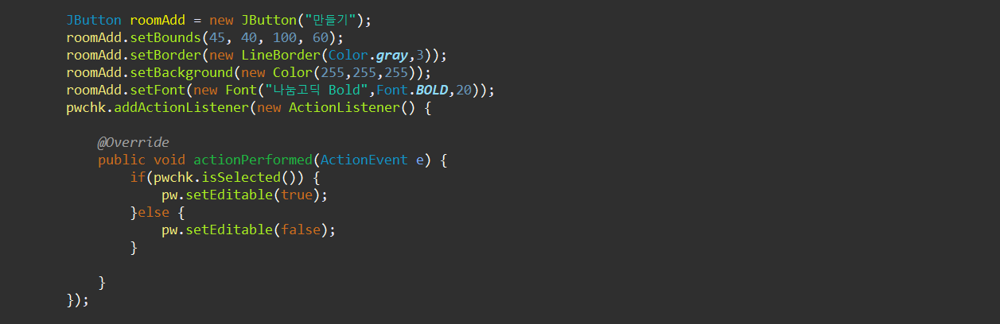 JButton roomAdd = new JButton("만들기");
roomAdd.setBounds(45, 40, 100, 60);
roomAdd.setBorder(new LineBorder(Color.gray,3));
roomAdd.setBackground(new Color(255,255,255));
roomAdd.setFont(new Font("나눔고딕 Bold",Font.BOLD,20));
pwchk.addActionListener(new ActionListener() {
@Override
public void actionPerformed(ActionEvent e) {
if(pwchk.isSelected()) {
pw.setEditable(true);
}else {
pw.setEditable(false);
}
}
});